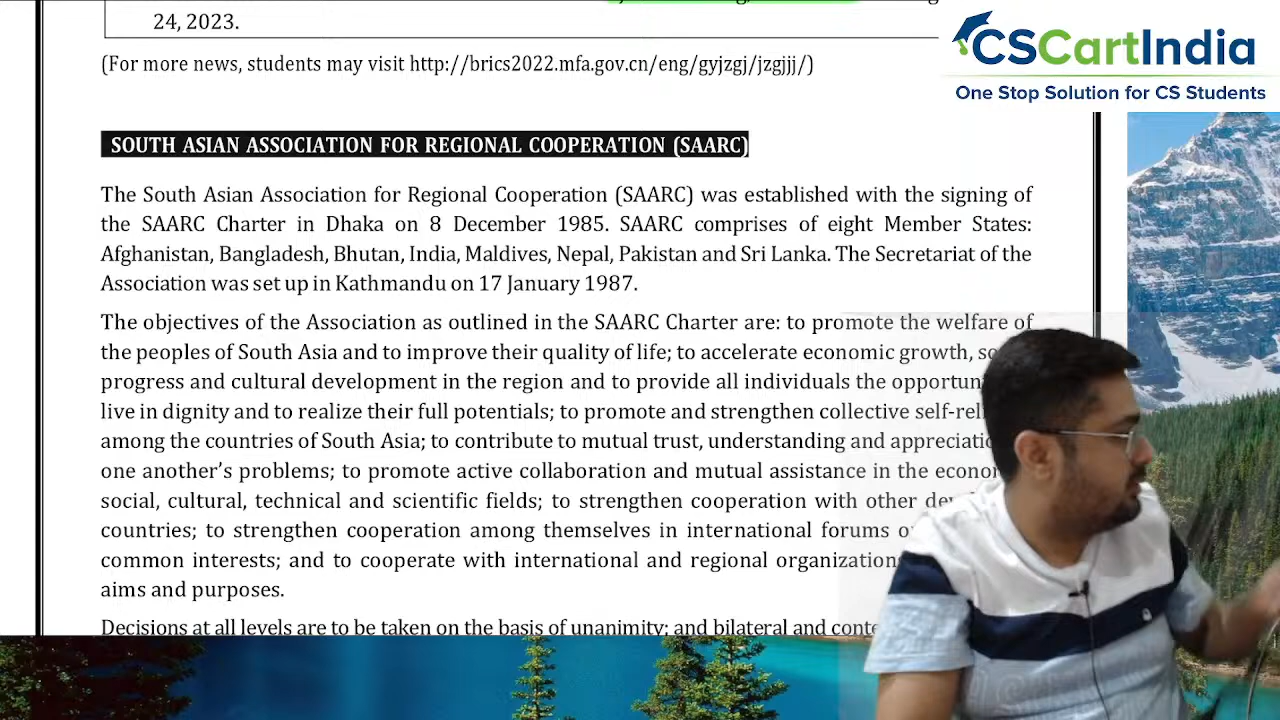 24, 2023.
(For more news, students may visit http://brics2022.mfa.gov.cn/eng/gyjzgj/jzgjjj/)
CSCartIndia
One Stop Solution for CS Students
SOUTH ASIAN ASSOCIATION FOR REGIONAL COOPERATION (SAARC)
The South Asian Association for Regional Cooperation (SAARC) was established with the signing of
the SAARC Charter in Dhaka on 8 December 1985. SAARC comprises of eight Member States:
Afghanistan, Bangladesh, Bhutan, India, Maldives, Nepal, Pakistan and Sri Lanka. The Secretariat of the
Association was set up in Kathmandu on 17 January 1987.
The objectives of the Association as outlined in the SAARC Charter are: to promote the welfare of
the peoples of South Asia and to improve their quality of life; to accelerate economic growth,
progress and cultural development in the region and to provide all individuals the
live in dignity and to realize their full potentials; to promote and strengthen collective
among the countries of South Asia; to contribute to mutual trust, understanding and
one another's problems; to promote active collaboration and mutual assistance in the
social, cultural, technical and scientific fields; to strengthen cooperation with other
countries; to strengthen cooperation among themselves in international forums
common interests; and to cooperate with international and regional
aims and purposes.
Decisions at all levels are to be taken on the basis of unanimity; and bilateral and